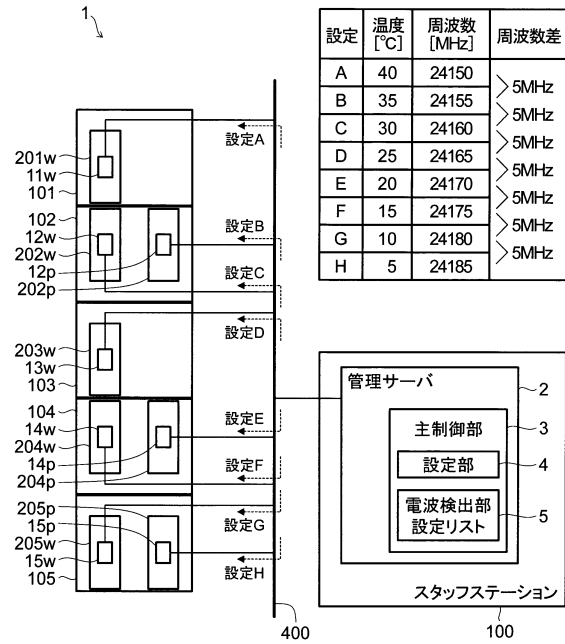 1
設定 温度[℃] 周波数[MHz] 周波数差
A 40 24150
5MHz
B 35 24155
5MHz
C 30 24160
5MHz
D 25 24165
5MHz
E 20 24170
5MHz
F 15 24175
5MHz
G 10 24180
5MHz
H 5 24185
201w
11w
101
設定A
102
12w
202w
12p
202p
設定B
設定C
203w
13w
103
設定D
104
14w
204w
14p
204p
設定E
設定F
205p
15p
205w
15w
105
設定G
設定H
400
管理サーバ
2
主制御部
3
設定部
4
電波検出部
設定リスト
5
スタッフステーション
100